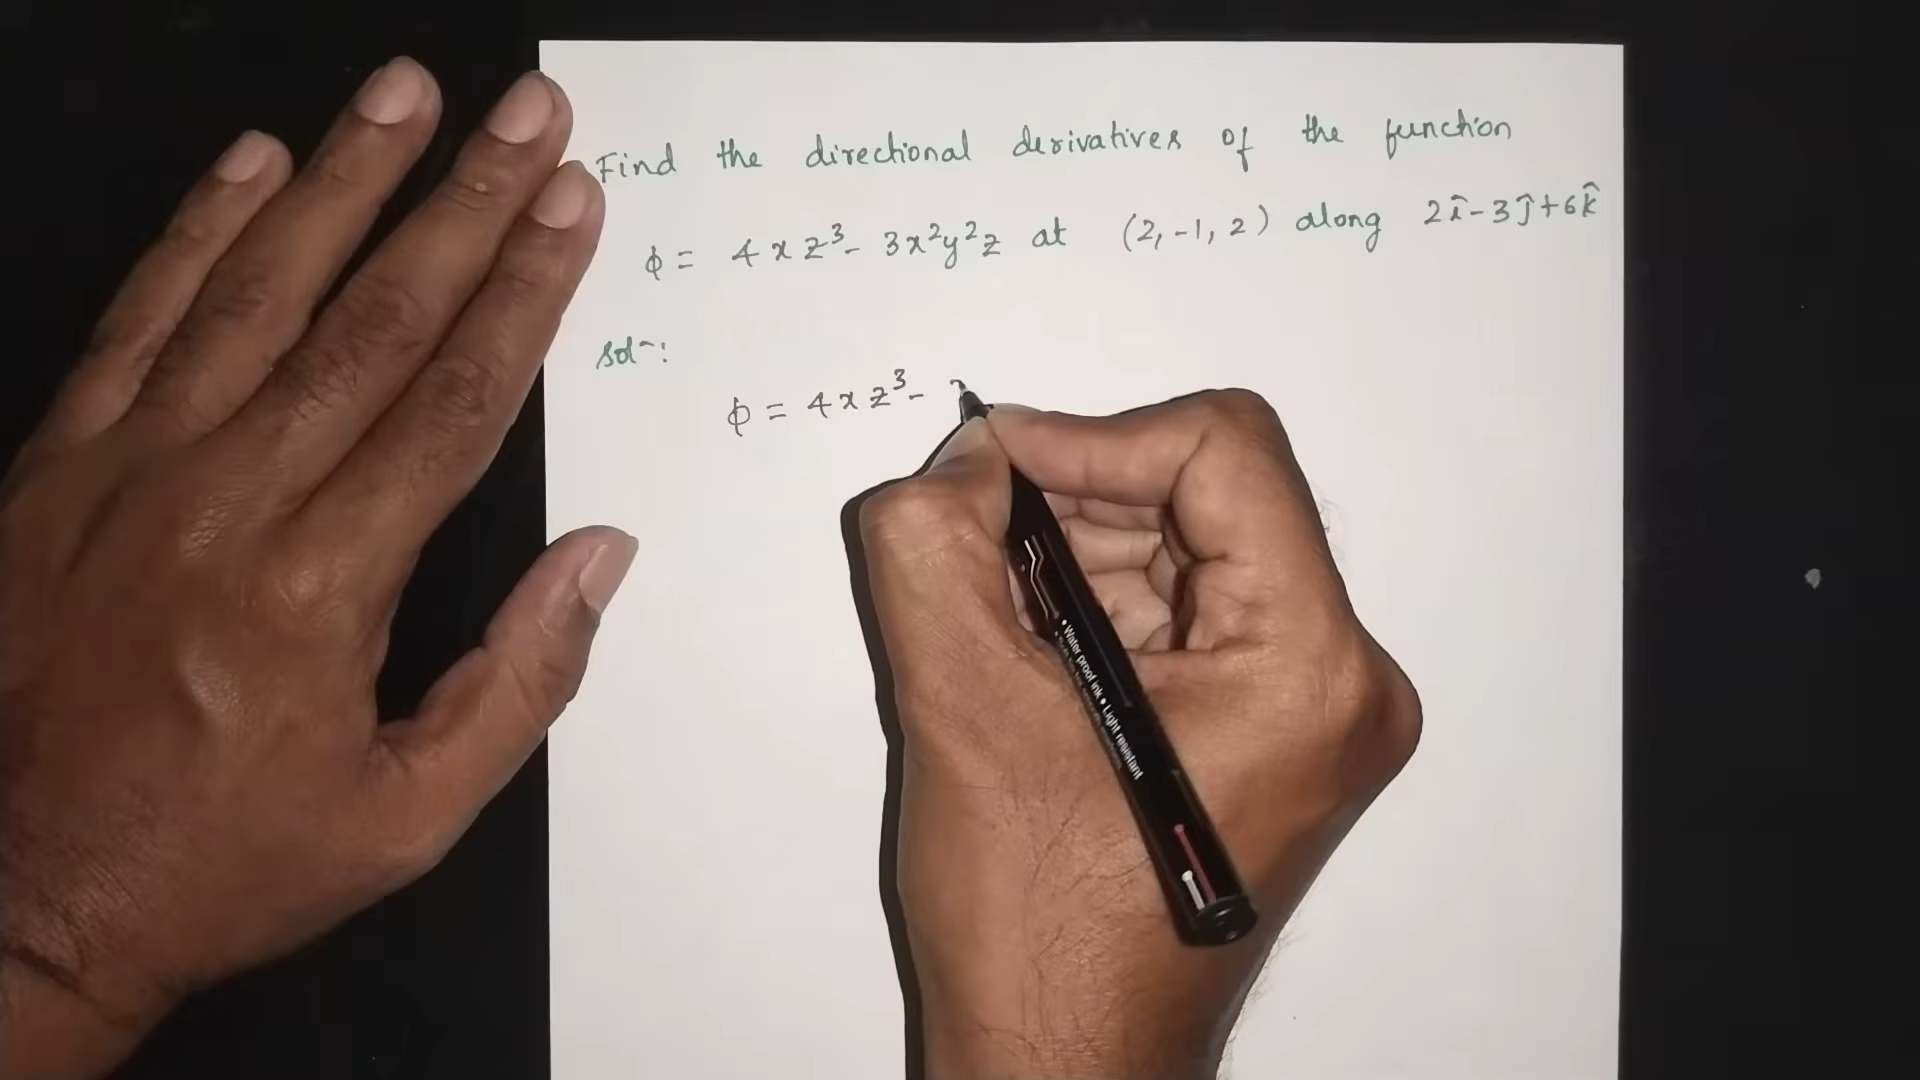 Find the directional derivatives of the function
φ = 4xz³ - 3x²y²z at (2, -1, 2) along 2î - 3ĵ + 6k̂
solⁿ:
φ = 4xz³ -
• Water proof ink • Light resistant